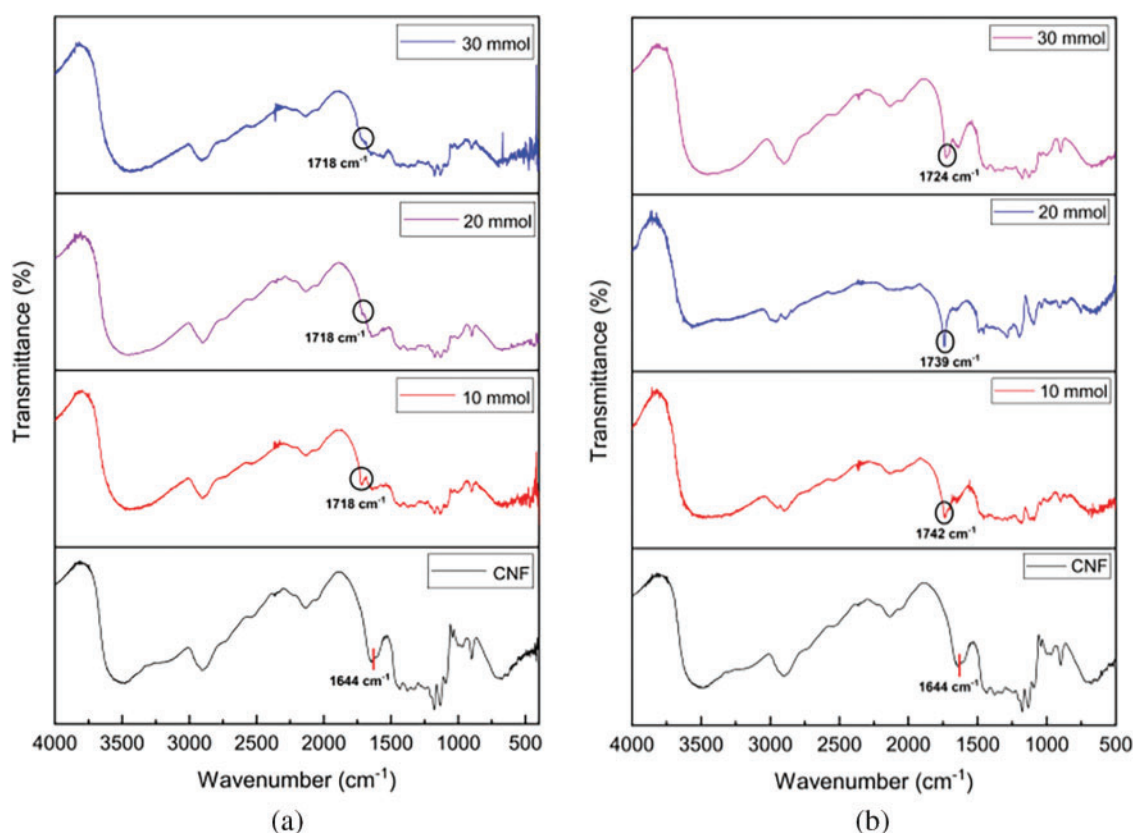 30 mmol
1718 cm⁻¹
20 mmol
1718 cm⁻¹
10 mmol
1718 cm⁻¹
CNF
1644 cm⁻¹
Transmittance (%)
4000 3500 3000 2500 2000 1500 1000 500
Wavenumber (cm⁻¹)
(a)
30 mmol
1724 cm⁻¹
20 mmol
1739 cm⁻¹
10 mmol
1742 cm⁻¹
CNF
1644 cm⁻¹
Transmittance (%)
4000 3500 3000 2500 2000 1500 1000 500
Wavenumber (cm⁻¹)
(b)